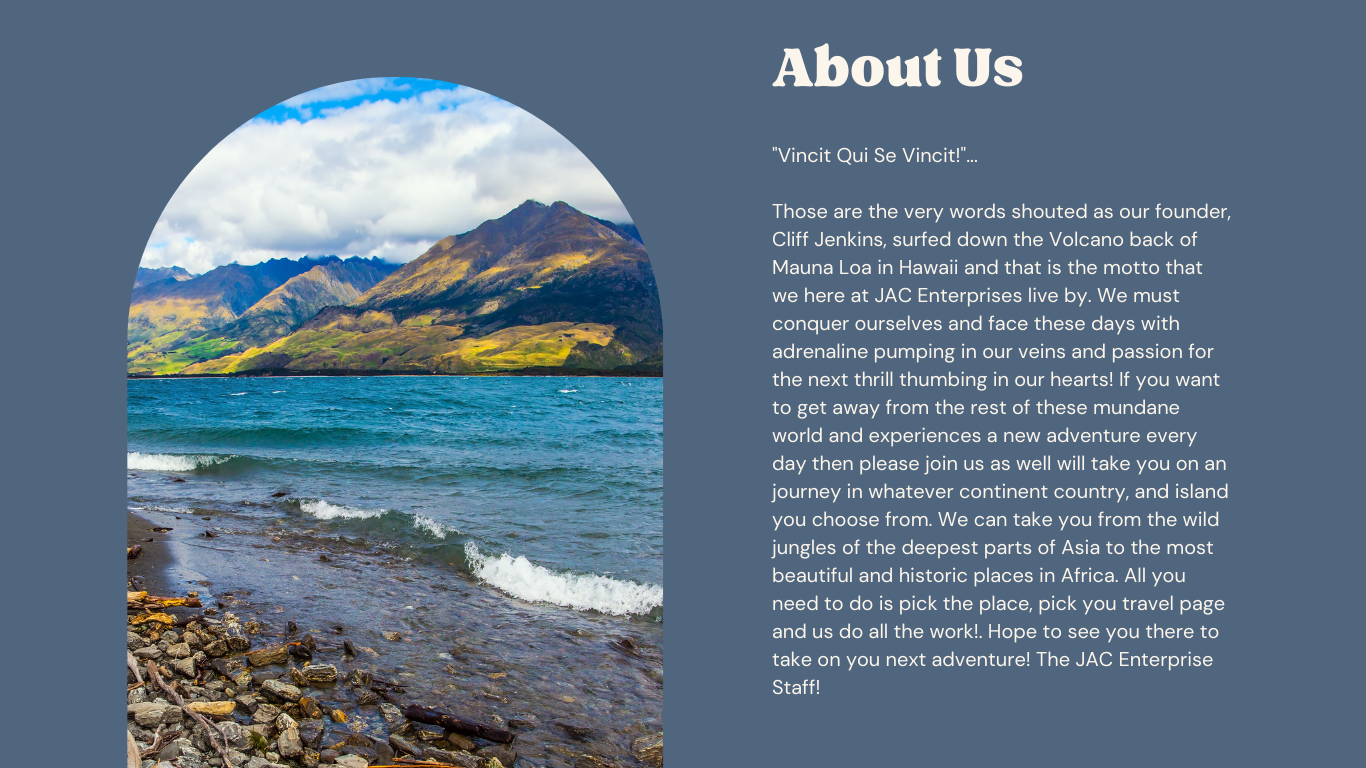 About Us
"Vincit Qui Se Vincit!"...
Those are the very words shouted as our founder,
Cliff Jenkins, surfed down the Volcano back of
Mauna Loa in Hawaii and that is the motto that
we here at JAC Enterprises live by. We must
conquer ourselves and face these days with
adrenaline pumping in our veins and passion for
the next thrill thumbing in our hearts! If you want
to get away from the rest of these mundane
world and experiences a new adventure every
day then please join us as well will take you on an
journey in whatever continent country, and island
you choose from. We can take you from the wild
jungles of the deepest parts of Asia to the most
beautiful and historic places in Africa. All you
need to do is pick the place, pick you travel page
and us do all the work!. Hope to see you there to
take on you next adventure! The JAC Enterprise
Staff!